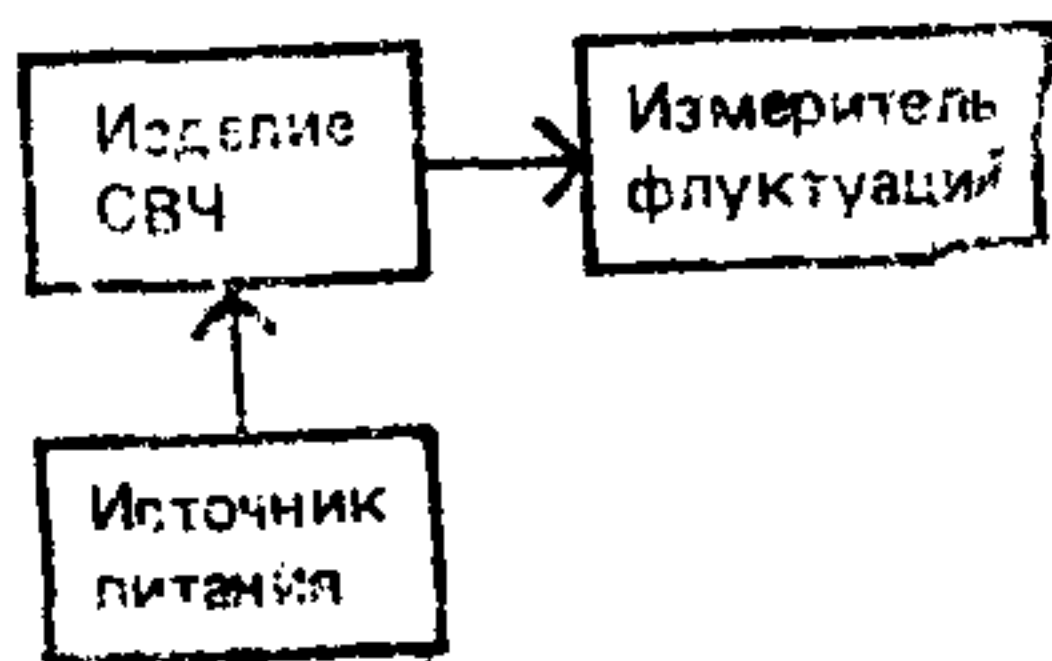 Изделие
СВЧ
Измеритель
флуктуаций
Источник
питания